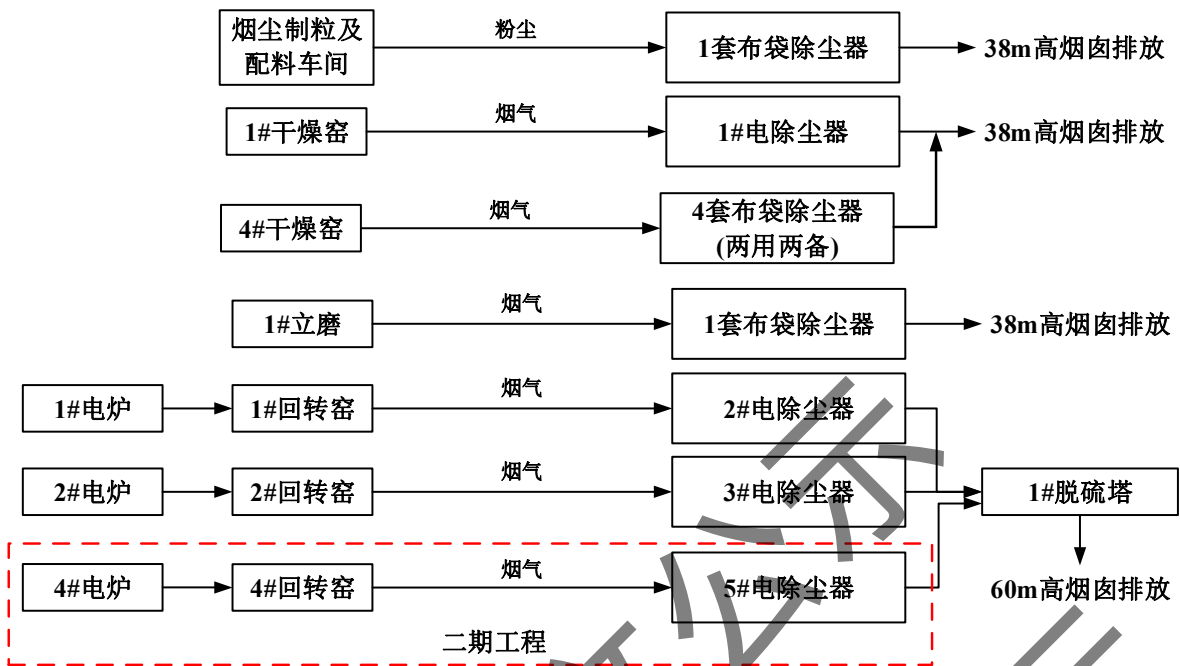 烟尘制粒及
配料车间
粉尘
1套布袋除尘器
38m高烟囱排放
1#干燥窑
烟气
1#电除尘器
38m高烟囱排放
4#干燥窑
烟气
4套布袋除尘器
(两用两备)
1#立磨
烟气
1套布袋除尘器
38m高烟囱排放
1#电炉
1#回转窑
烟气
2#电除尘器
2#电炉
2#回转窑
烟气
3#电除尘器
1#脱硫塔
4#电炉
4#回转窑
烟气
5#电除尘器
60m高烟囱排放
二期工程
公示